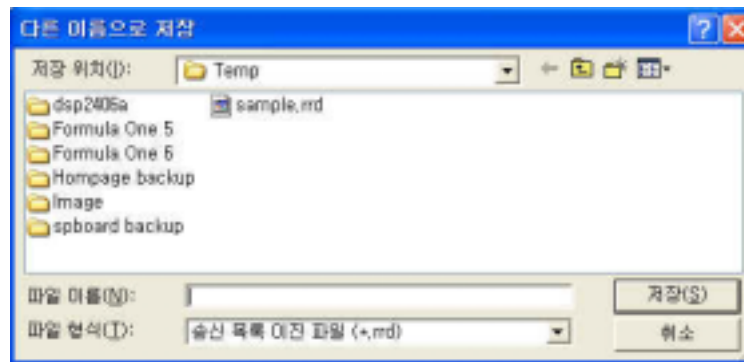 다른 이름으로 저장
저장 위치(I): Temp
dsp2406a
Formula One 5
Formula One 6
Hompage backup
Image
spboard backup
sample.rrd
파일 이름(N):
저장(S)
파일 형식(T): 송신 목록 이진 파일 (*.rrd)
취소